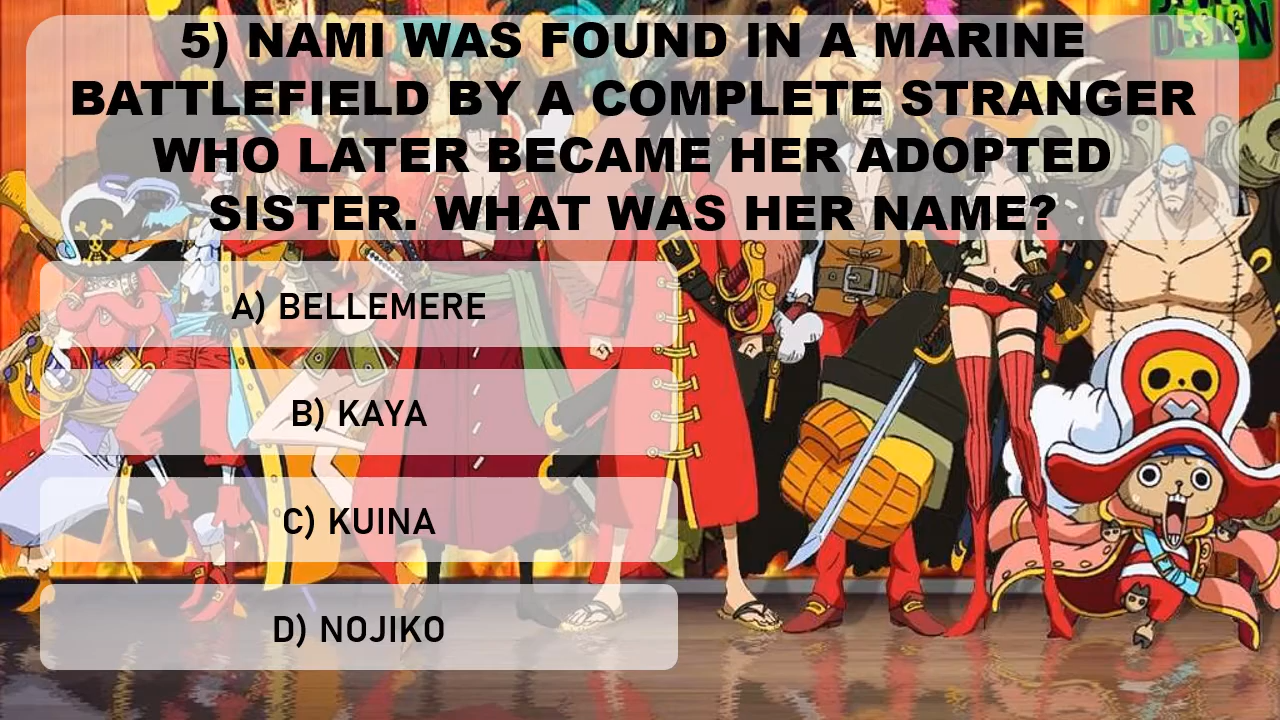 DESIGN
5) NAMI WAS FOUND IN A MARINE
BATTLEFIELD BY A COMPLETE STRANGER
WHO LATER BECAME HER ADOPTED
SISTER. WHAT WAS HER NAME?
A) BELLEMERE
B) KAYA
C) KUINA
D) NOJIKO